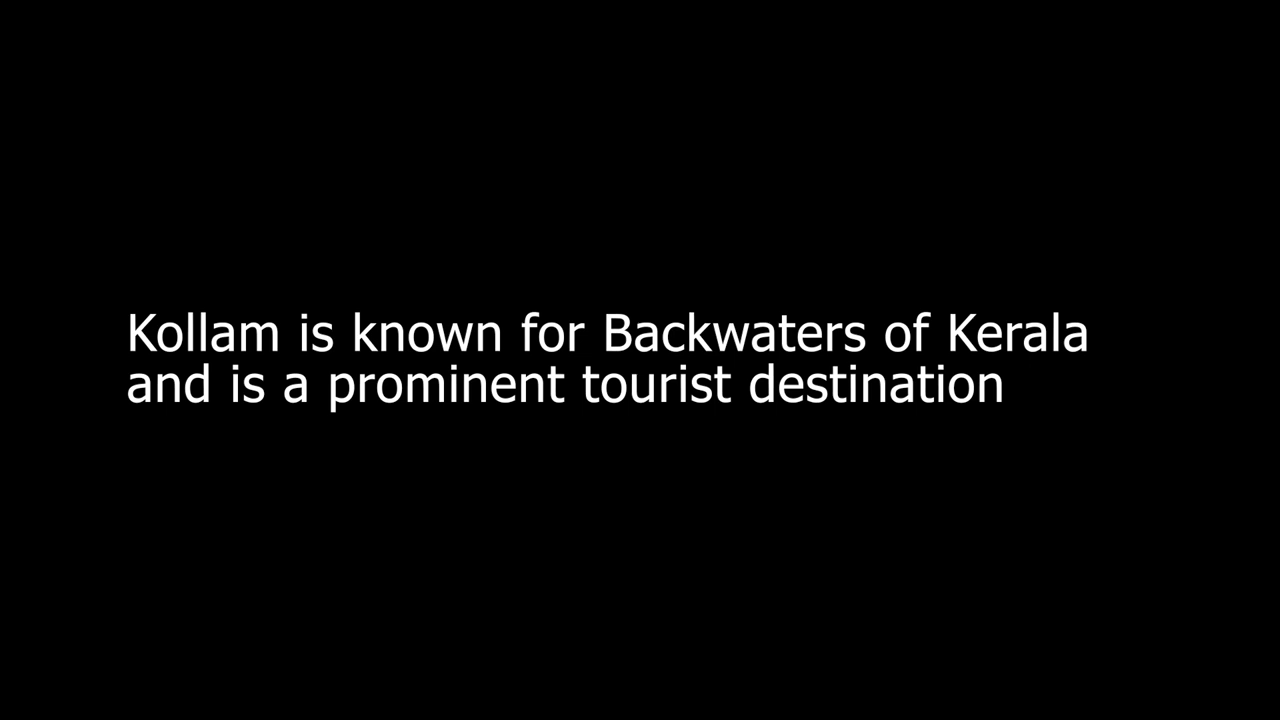 Kollam is known for Backwaters of Kerala
and is a prominent tourist destination